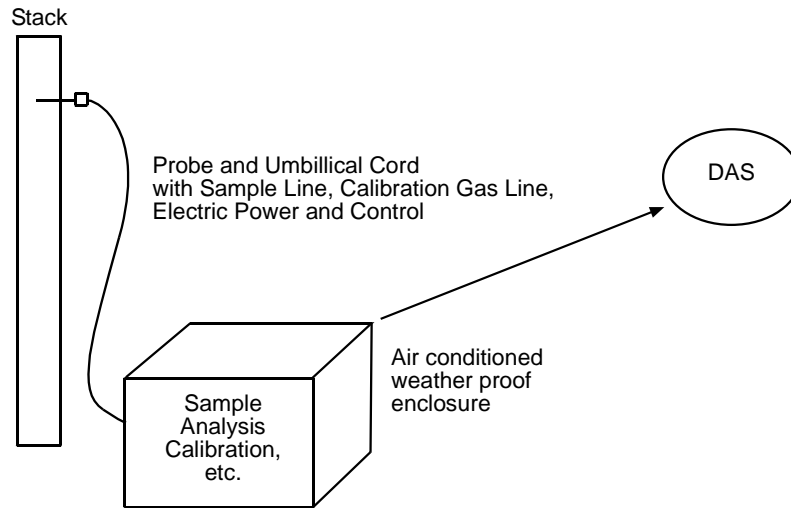 Stack
Probe and Umbillical Cord
with Sample Line, Calibration Gas Line,
Electric Power and Control
DAS
Air conditioned
weather proof
enclosure
Sample
Analysis
Calibration,
etc.